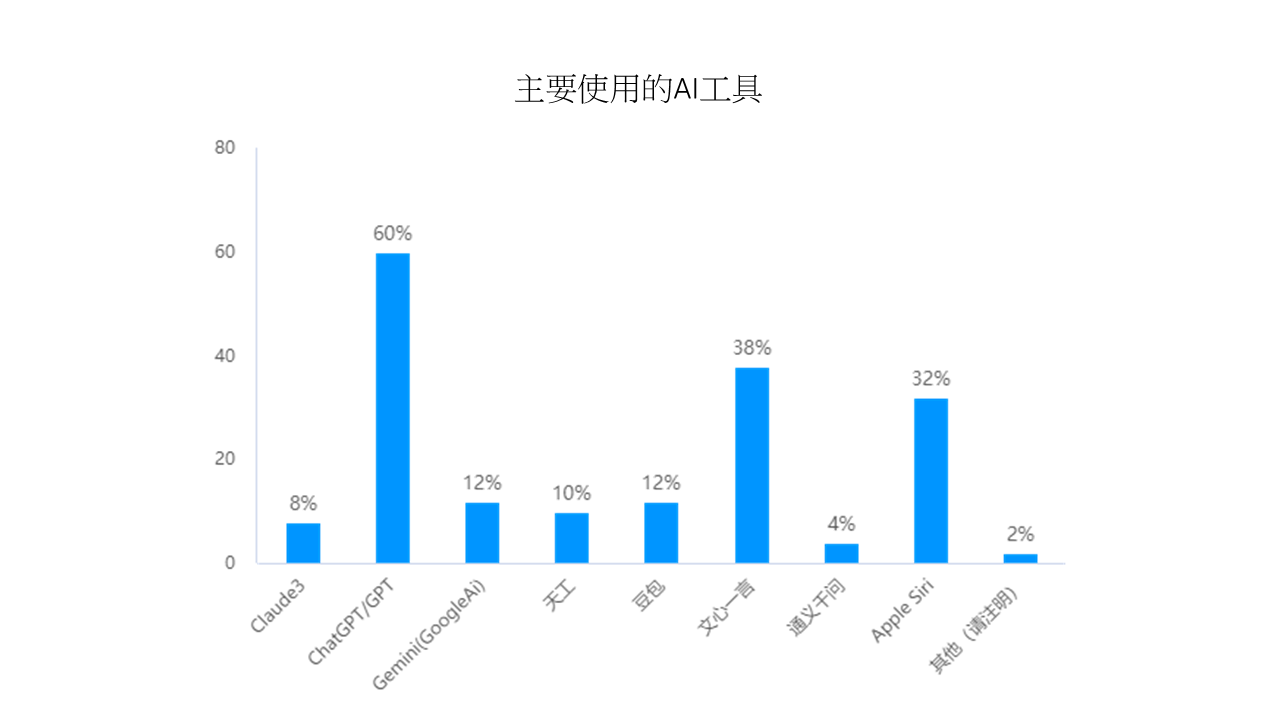 主要使用的AI工具
80
60
40
20
0
8%
60%
12%
10%
12%
38%
4%
32%
2%
Claude3
ChatGPT/GPT
Gemini(GoogleAi)
天工
豆包
文心一言
通义千问
Apple Siri
其他（请注明）